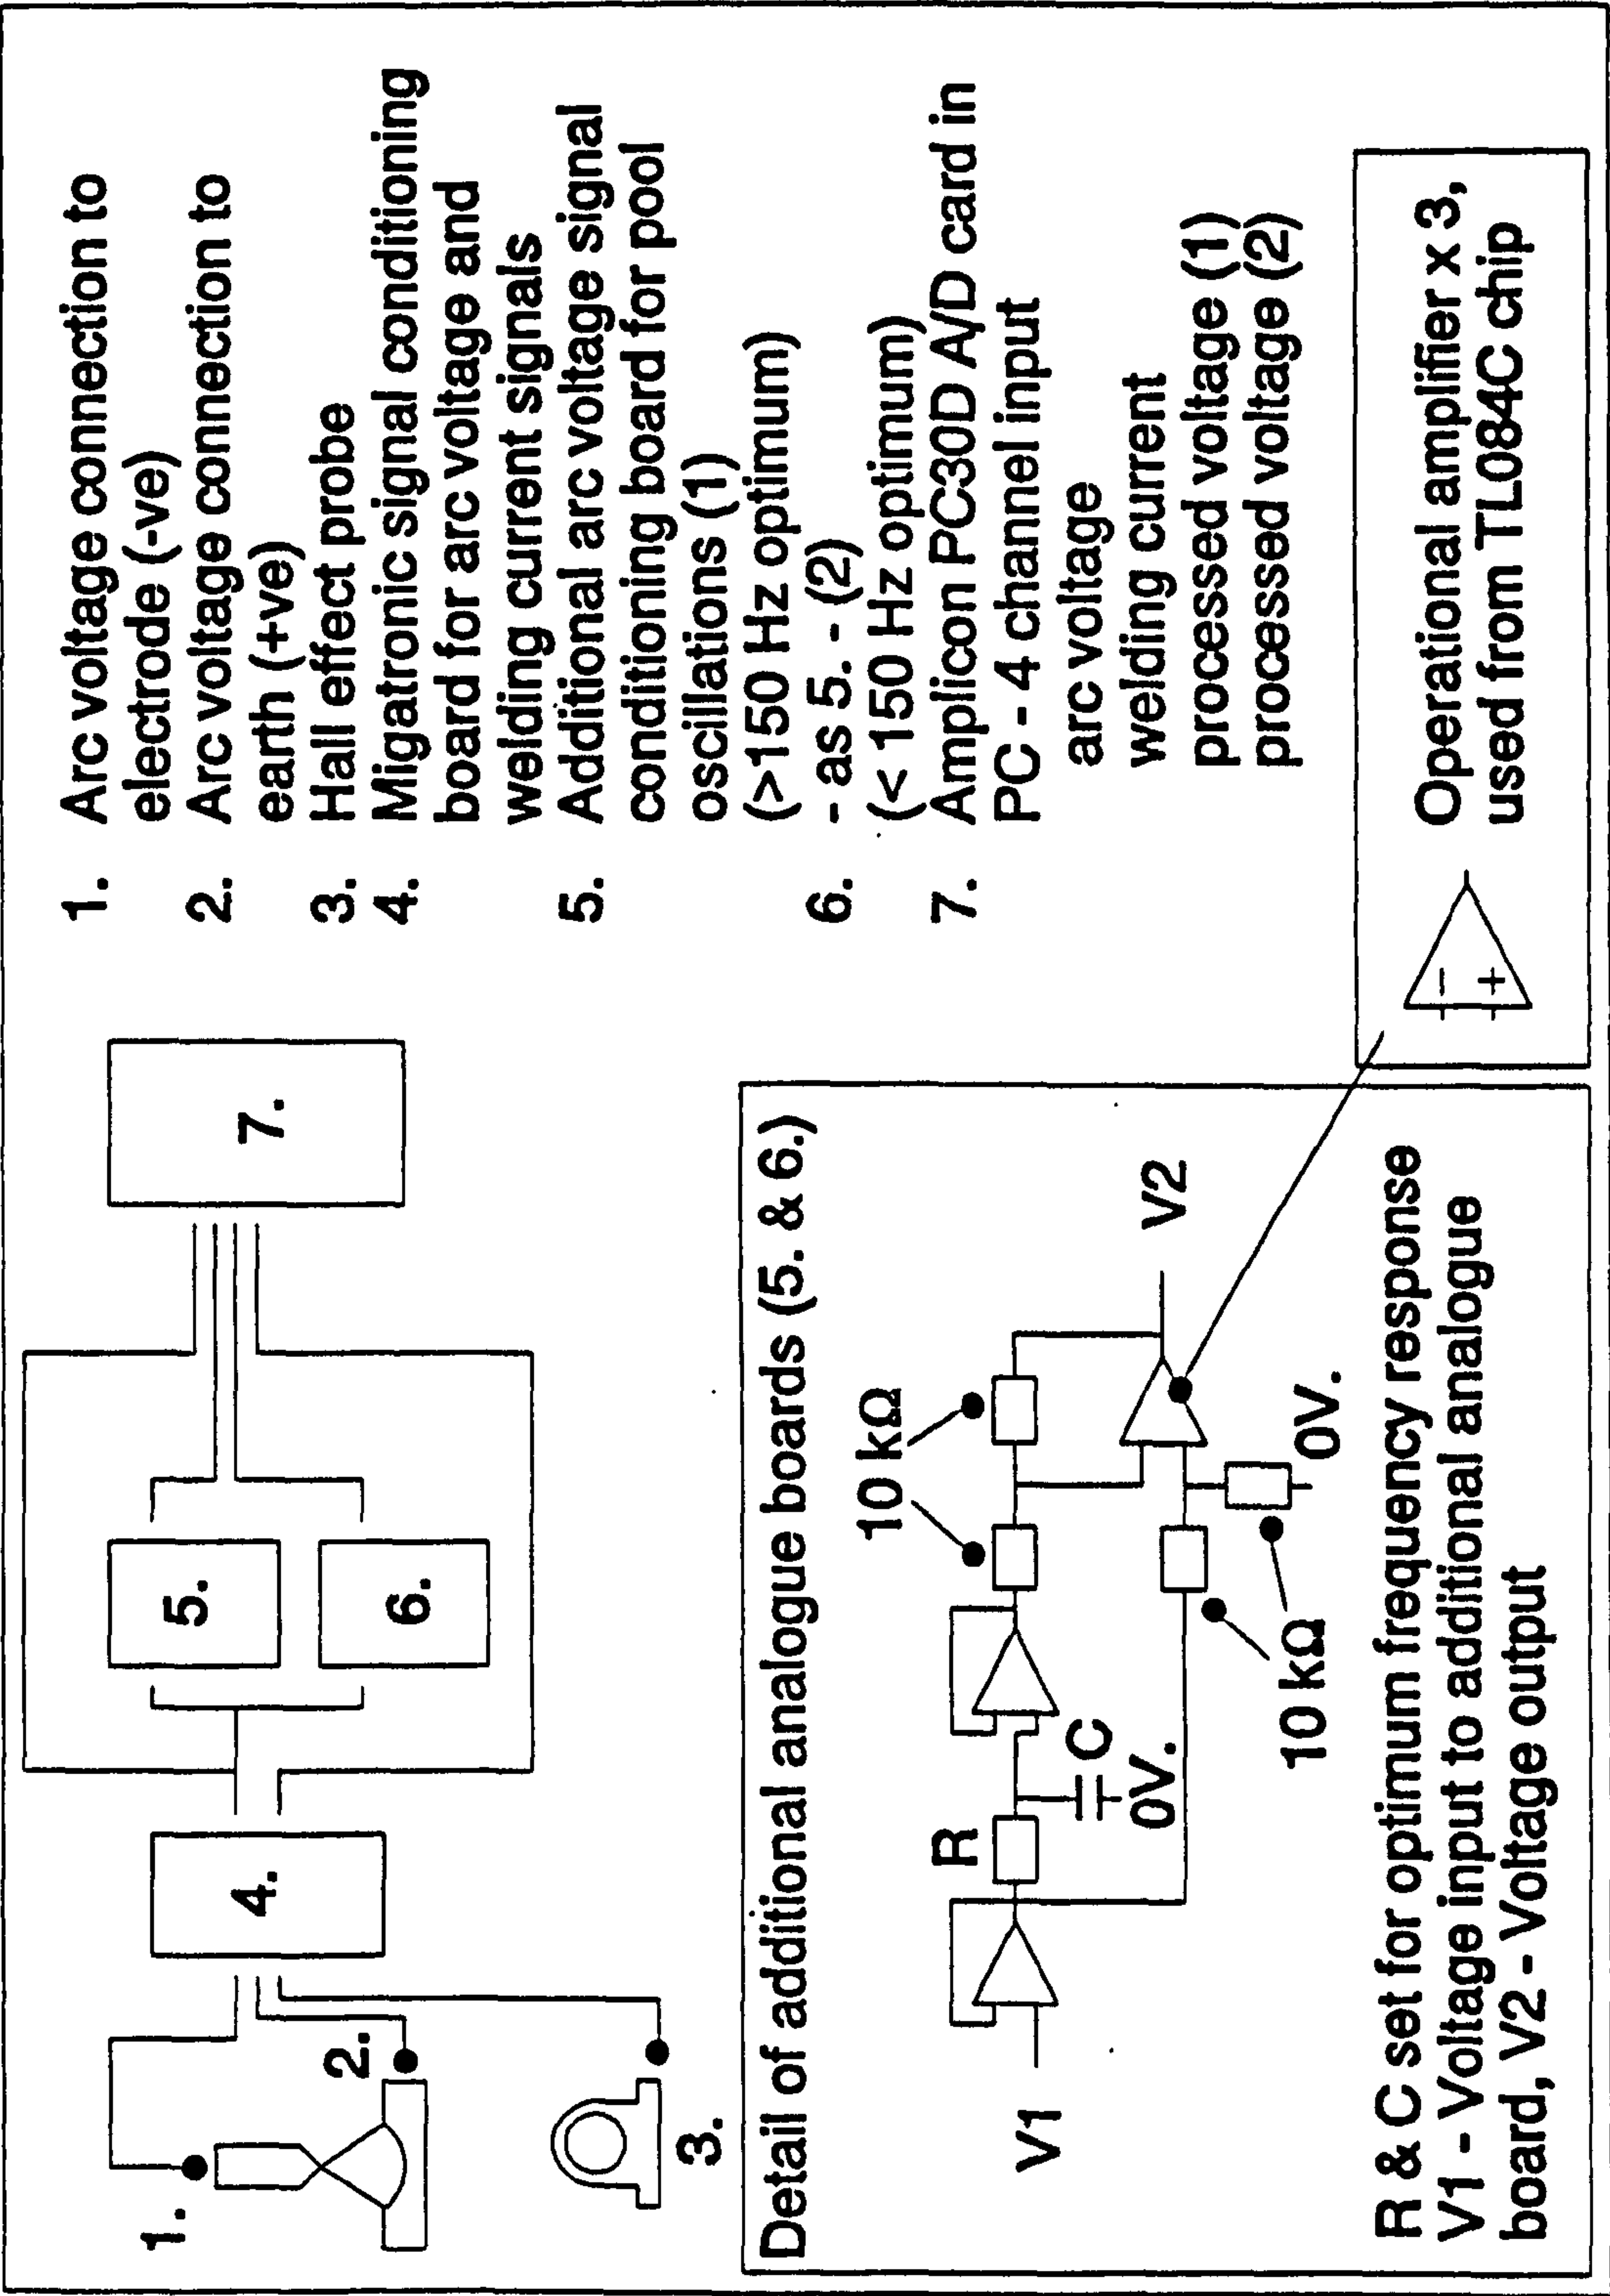 1.
2.
3.
4.
5.
6.
7.
1. Arc voltage connection to
electrode (-ve)
2. Arc voltage connection to
earth (+ve)
3. Hall effect probe
4. Migatronic signal conditioning
board for arc voltage and
welding current signals
5. Additional arc voltage signal
conditioning board for pool
oscillations (1)
(>150 Hz optimum)
6. - as 5. - (2)
(< 150 Hz optimum)
7. Amplicon PC30D A/D card in
PC - 4 channel input
arc voltage
welding current
processed voltage (1)
processed voltage (2)
Detail of additional analogue boards (5. & 6.)
10 kΩ
R
C
0V.
V1
V2
0V.
10 kΩ
R & C set for optimum frequency response
V1 - Voltage input to additional analogue
board, V2 - Voltage output
- +
Operational amplifier x 3,
used from TL084C chip